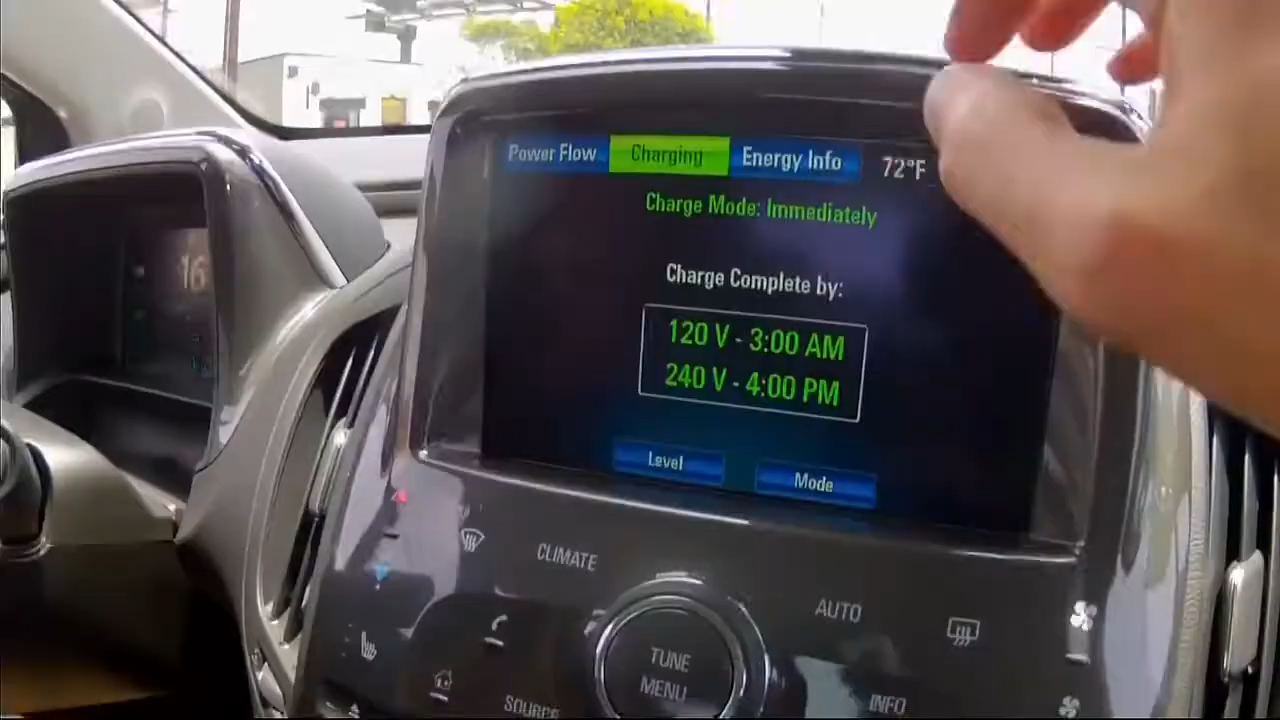 Power Flow Charging Energy Info 72°F
Charge Mode: Immediately
Charge Complete by:
120 V - 3:00 AM
240 V - 4:00 PM
Level Mode
16
CLIMATE
AUTO
TUNE
MENU
SOURCE
INFO